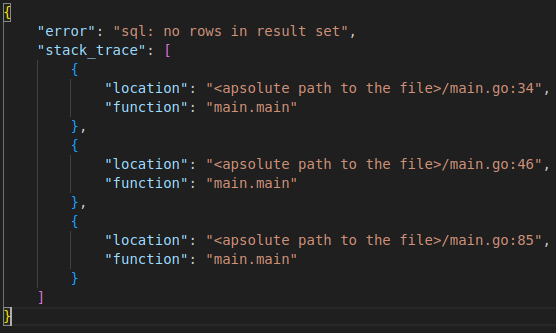 {
"error": "sql: no rows in result set",
"stack_trace": [
{
"location": "<apsolute path to the file>/main.go:34",
"function": "main.main"
},
{
"location": "<apsolute path to the file>/main.go:46",
"function": "main.main"
},
{
"location": "<apsolute path to the file>/main.go:85",
"function": "main.main"
}
]
}